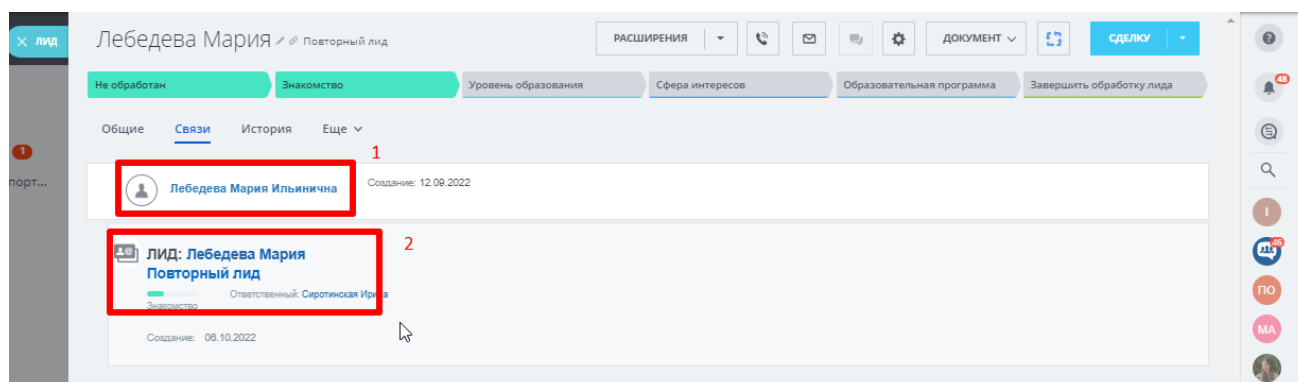 × ЛИД
Лебедева Мария Повторный лид
РАСШИРЕНИЯ
ДОКУМЕНТ
СДЕЛКУ
Не обработан
Знакомство
Уровень образования
Сфера интересов
Образовательная программа
Завершить обработку лида
48
Общие Связи История Еще
1
1
порт...
Лебедева Мария Ильинична
Создание: 12.09.2022
I
2
ЛИД: Лебедева Мария
Повторный лид
Ответственный: Сиротинская Ирина
Знакомство
Создание: 06.10.2022
46
ПО
МА